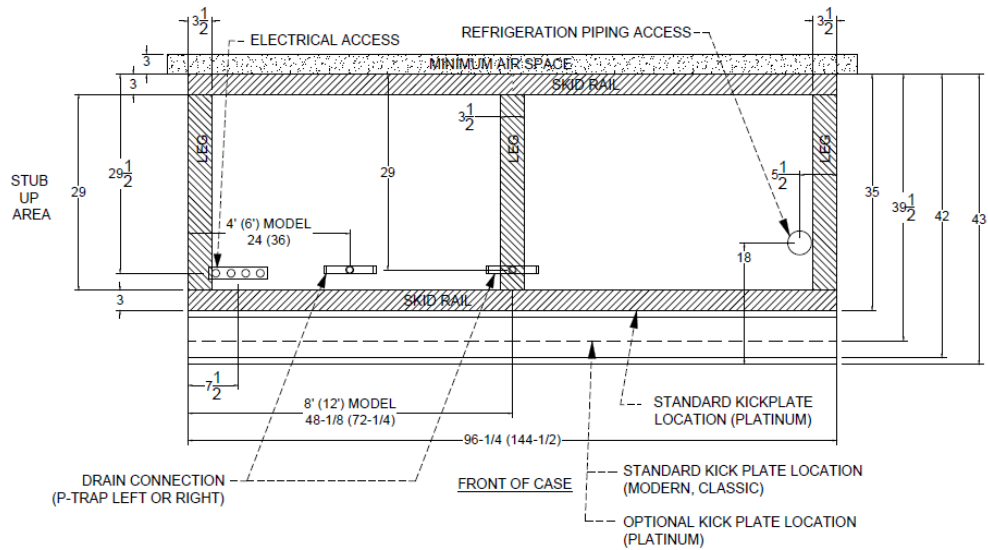 3 1/2
ELECTRICAL ACCESS
REFRIGERATION PIPING ACCESS
3 1/2
3
MINIMUM AIR SPACE
3
SKID RAIL
LEG
3 1/2
LEG
LEG
29 1/2
29
5 1/2
STUB
UP
AREA
29
35
39 1/2
42
43
4' (6') MODEL
24 (36)
18
3
SKID RAIL
7 1/2
8' (12') MODEL
48-1/8 (72-1/4)
STANDARD KICKPLATE
LOCATION (PLATINUM)
96-1/4 (144-1/2)
DRAIN CONNECTION
(P-TRAP LEFT OR RIGHT)
FRONT OF CASE
STANDARD KICK PLATE LOCATION
(MODERN, CLASSIC)
OPTIONAL KICK PLATE LOCATION
(PLATINUM)